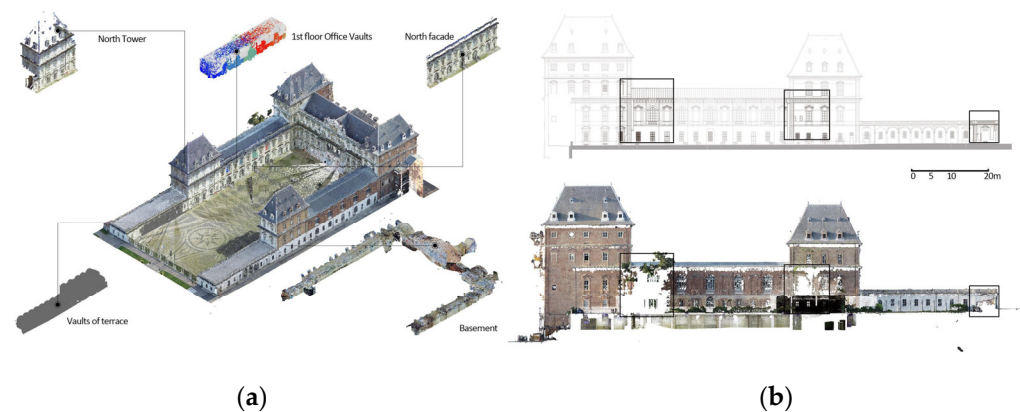 North Tower
1st floor Office Vaults
North facade
Vaults of terrace
Basement
0 5 10 20m
(a)
(b)